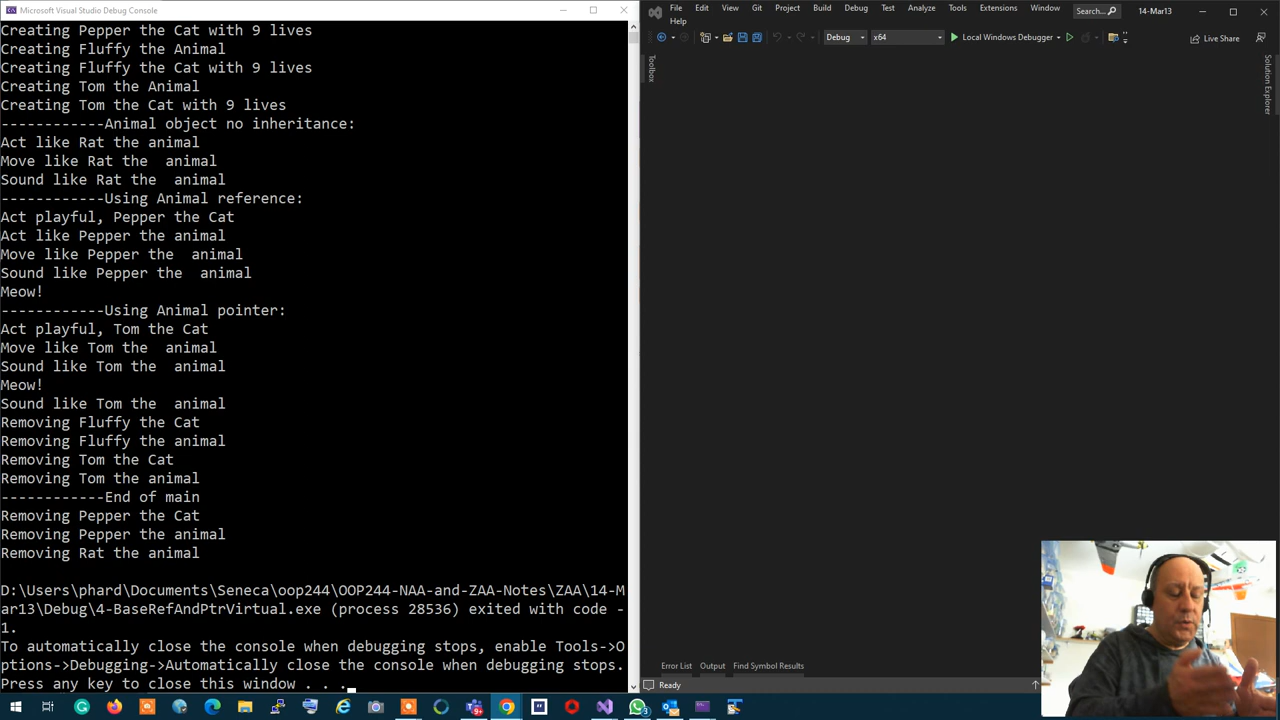 Microsoft Visual Studio Debug Console
Creating Pepper the Cat with 9 lives
Creating Fluffy the Animal
Creating Fluffy the Cat with 9 lives
Creating Tom the Animal
Creating Tom the Cat with 9 lives
------------Animal object no inheritance:
Act like Rat the animal
Move like Rat the  animal
Sound like Rat the  animal
------------Using Animal reference:
Act playful, Pepper the Cat
Act like Pepper the animal
Move like Pepper the  animal
Sound like Pepper the  animal
Meow!
------------Using Animal pointer:
Act playful, Tom the Cat
Move like Tom the  animal
Sound like Tom the  animal
Meow!
Sound like Tom the  animal
Removing Fluffy the Cat
Removing Fluffy the animal
Removing Tom the Cat
Removing Tom the animal
------------End of main
Removing Pepper the Cat
Removing Pepper the animal
Removing Rat the animal
D:\Users\phard\Documents\Seneca\oop244\OOP244-NAA-and-ZAA-Notes\ZAA\14-M
ar13\Debug\4-BaseRefAndPtrVirtual.exe (process 28536) exited with code -
1.
To automatically close the console when debugging stops, enable Tools->O
ptions->Debugging->Automatically close the console when debugging stops.
Press any key to close this window . . .
File Edit View Git Project Build Debug Test Analyze Tools Extensions Window Search... 14-Mar13
Help
Debug x64 Local Windows Debugger Live Share
Toolbox
Solution Explorer
Error List Output Find Symbol Results
Ready